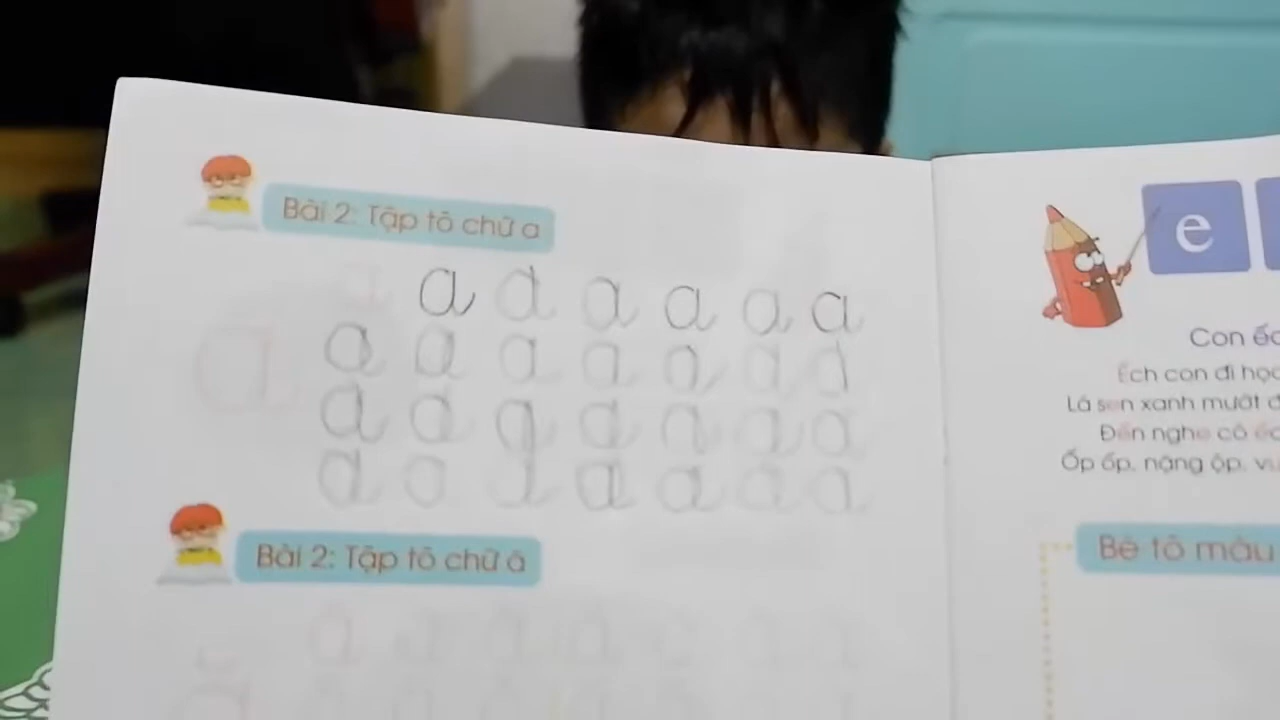 Bài 2: Tập tô chữ a
a a a a a a
a a a a a a a
a a a a a a a
a a a a a a a
Bài 2: Tập tô chữ ă
e
Con ếc
Ếch con đi học
Lá sen xanh mướt đ
Đến nghe cô ếc
Ốp ốp, nặng ộp, vu
Bé tô màu